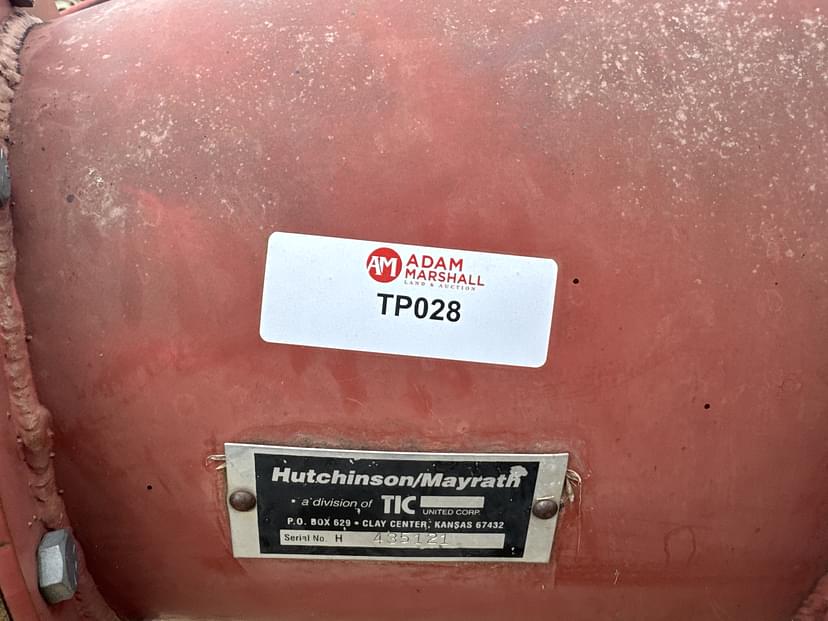 AM ADAM
MARSHALL
LAND & AUCTION
TP028
Hutchinson/Mayrath
• a division of TIC
UNITED CORP.
P.O. BOX 629 • CLAY CENTER, KANSAS 67432
Serial No. H 435121